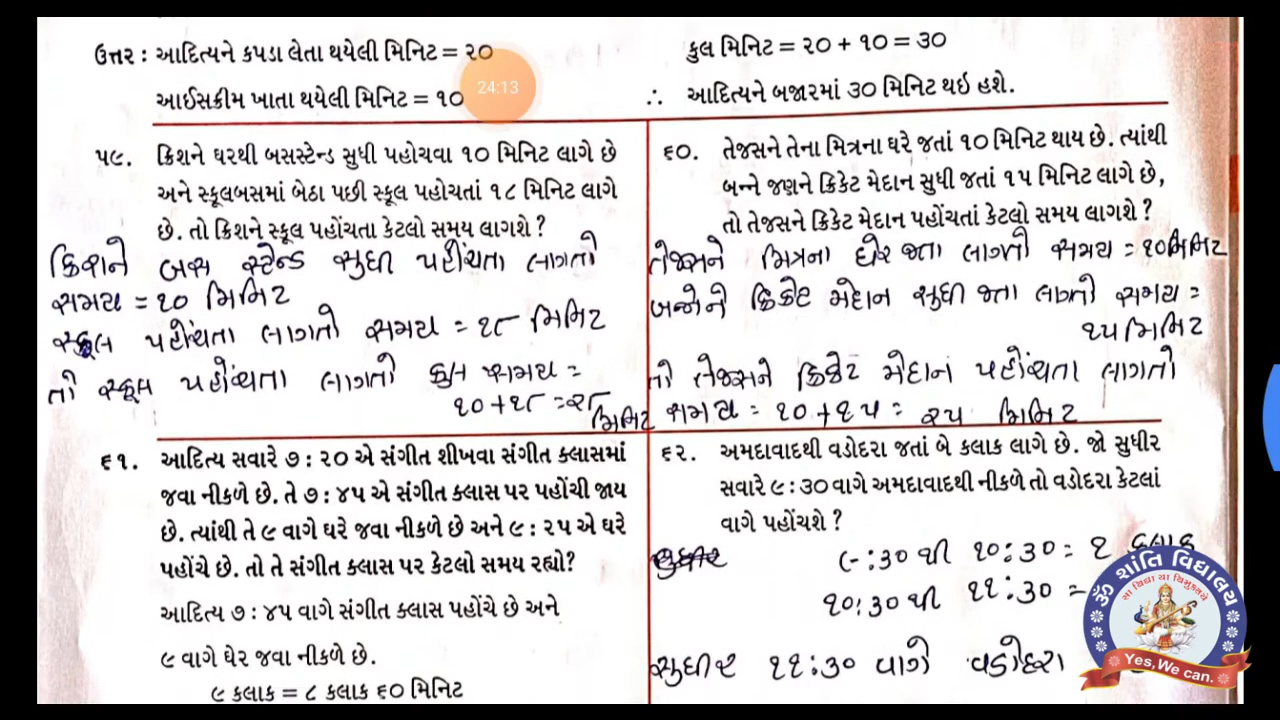 ઉત્તર : આદિત્યને કપડા લેતા થયેલી મિનિટ = ૨૦
કુલ મિનિટ = ૨૦ + ૧૦ = ૩૦
24:13
આઈસક્રીમ ખાતા થયેલી મિનિટ = ૧૦
∴ આદિત્યને બજારમાં ૩૦ મિનિટ થઇ હશે.
૫૯. ક્રિશને ઘરથી બસસ્ટેન્ડ સુધી પહોચવા ૧૦ મિનિટ લાગે છે
અને સ્કૂલબસમાં બેઠા પછી સ્કૂલ પહોચતાં ૧૮ મિનિટ લાગે
છે. તો ક્રિશને સ્કૂલ પહોંચતા કેટલો સમય લાગશે ?
ક્રિશને બસ સ્ટેન્ડ સુધી પહોંચતા લાગતો
સમય = ૧૦ મિનિટ
સ્કૂલ પહોંચતા લાગતો સમય = ૧૮ મિનિટ
તો સ્કૂલ પહોંચતા લાગતો કુલ સમય =
૧૦ + ૧૮ = ૨૮ મિનિટ
૬૦. તેજસને તેના મિત્રના ઘરે જતાં ૧૦ મિનિટ થાય છે. ત્યાંથી
બન્ને જણને ક્રિકેટ મેદાન સુધી જતાં ૧૫ મિનિટ લાગે છે,
તો તેજસને ક્રિકેટ મેદાન પહોંચતાં કેટલો સમય લાગશે ?
તેજસને મિત્રના ઘેર જતા લાગતો સમય = ૧૦ મિનિટ
બન્નેને ક્રિકેટ મેદાન સુધી જતા લાગતો સમય =
૧૫ મિનિટ
તો તેજસને ક્રિકેટ મેદાન પહોંચતા લાગતો
સમય = ૧૦ + ૧૫ = ૨૫ મિનિટ
૬૧. આદિત્ય સવારે ૭ : ૨૦ એ સંગીત શીખવા સંગીત ક્લાસમાં
જવા નીકળે છે. તે ૭ : ૪૫ એ સંગીત ક્લાસ પર પહોંચી જાય
છે. ત્યાંથી તે ૯ વાગે ઘરે જવા નીકળે છે અને ૯ : ૨૫ એ ઘરે
પહોંચે છે. તો તે સંગીત ક્લાસ પર કેટલો સમય રહ્યો?
આદિત્ય ૭ : ૪૫ વાગે સંગીત ક્લાસ પહોંચે છે અને
૯ વાગે ઘેર જવા નીકળે છે.
૯ કલાક = ૮ કલાક ૬૦ મિનિટ
૬૨. અમદાવાદથી વડોદરા જતાં બે કલાક લાગે છે. જો સુધીર
સવારે ૯ : ૩૦ વાગે અમદાવાદથી નીકળે તો વડોદરા કેટલાં
વાગે પહોંચશે ?
સુધીર ૯:૩૦ થી ૧૦:૩૦ = ૧ કલાક
૧૦:૩૦ થી ૧૧:૩૦ =
સુધીર ૧૧:૩૦ વાગે વડોદરા
ૐ શાંતિ વિદ્યાલય
સા વિદ્યા યા વિમુક્તયે
Yes, We can.